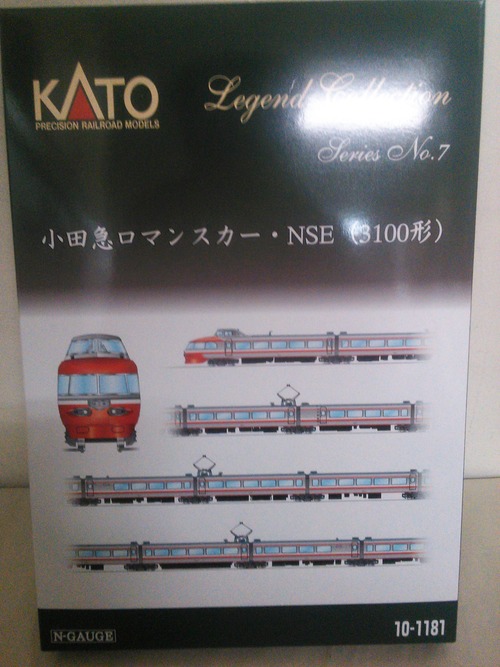 KATO
PRECISION RAILROAD MODELS
Legend Collection
Series No.7
小田急ロマンスカー・NSE（3100形）
N-GAUGE
10-1181